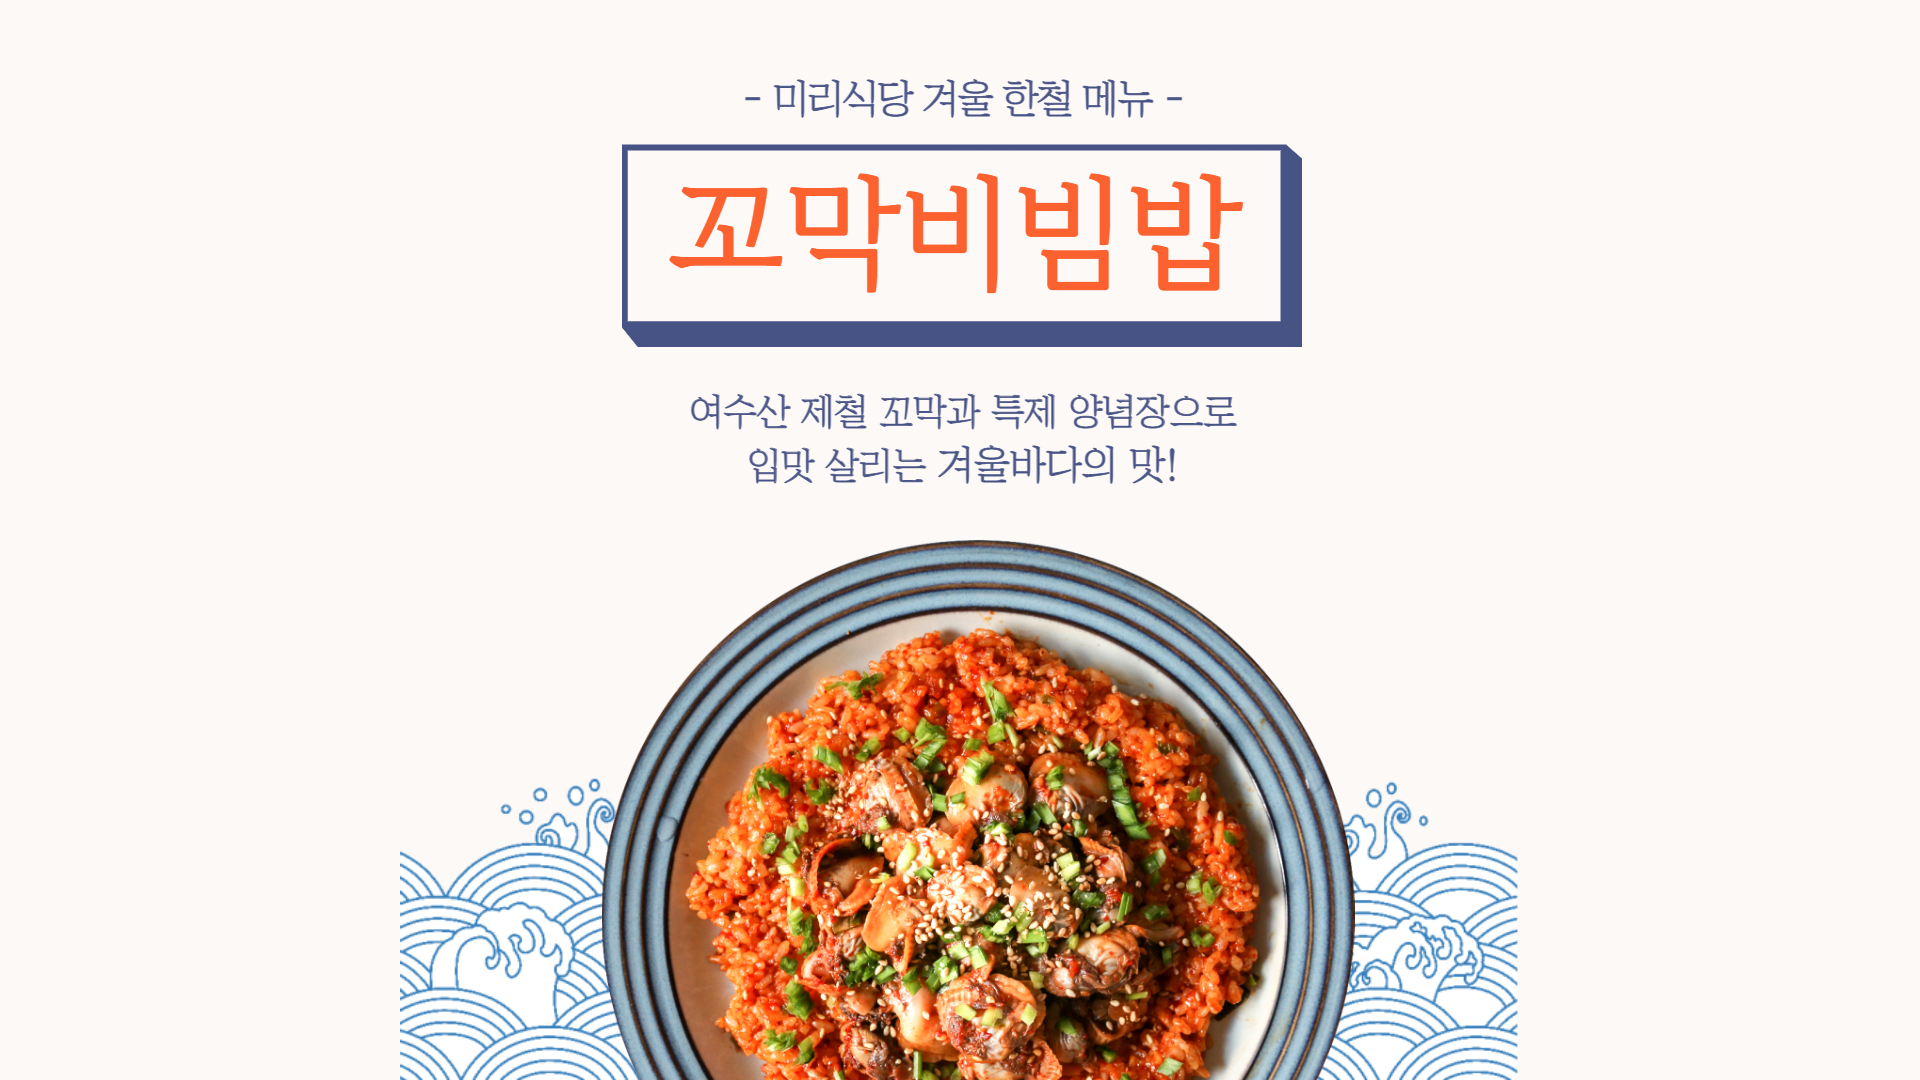 - 미리식당 겨울 한철 메뉴 -
꼬막비빔밥
여수산 제철 꼬막과 특제 양념장으로
입맛 살리는 겨울바다의 맛!